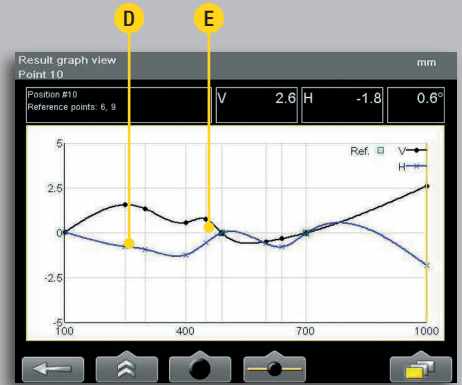 D E
Result graph view mm
Point 10
Position #10
Reference points: 6, 9
V 2.6 H -1.8 0.6°
Ref. V
H
5
2.5
0
-2.5
-5
100 400 700 1000